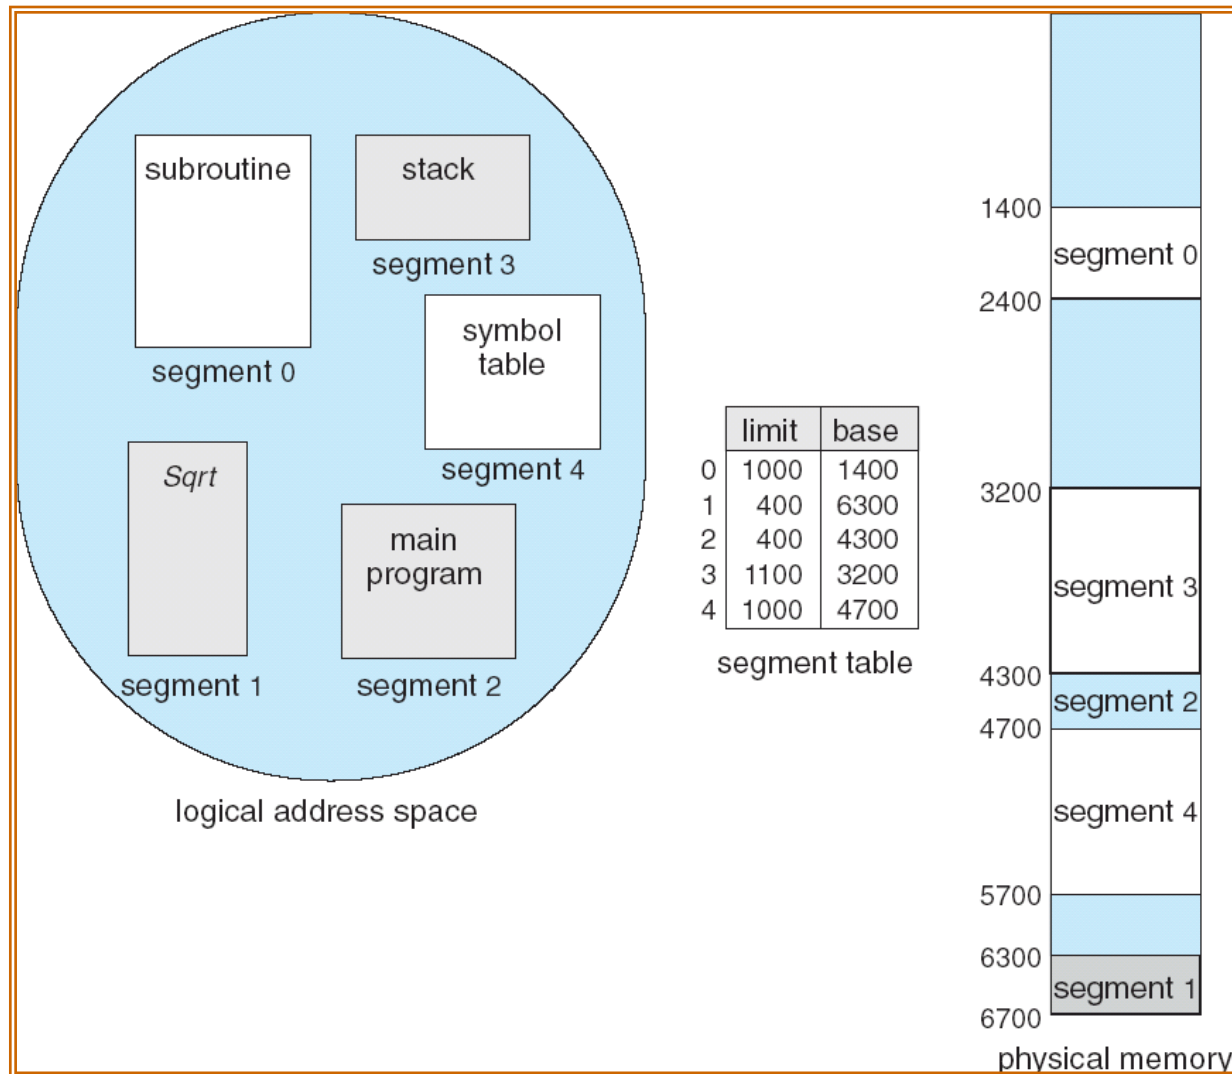 subroutine
stack
segment 3
symbol
table
segment 0
segment 4
Sqrt
main
program
segment 1
segment 2
logical address space
limit base
0 1000 1400
1 400 6300
2 400 4300
3 1100 3200
4 1000 4700
segment table
1400
segment 0
2400
3200
segment 3
4300
segment 2
4700
segment 4
5700
6300
segment 1
6700
physical memory